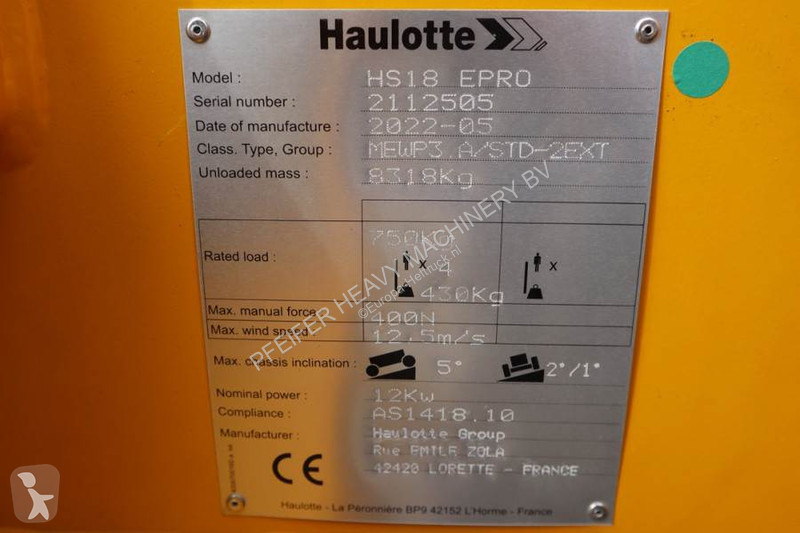 Haulotte
Model : HS18 EPRO
Serial number : 2112505
Date of manufacture : 2022-05
Class. Type, Group : MEWP3.A/STD-2EXT
Unloaded mass : 8318Kg
750Kg
Rated load : x 4 x
430Kg
Max. manual force 400N
Max. wind speed : 12.5m/s
Max. chassis inclination : 5° 2°/1°
Nominal power : 12Kw
Compliance : AS1418.10
Manufacturer : Haulotte Group
Rue EMILE ZOLA
42420 LORETTE - FRANCE
CE
Haulotte - La Péronnière BP9 42152 L'Horme - France
PFEIFER HEAVY MACHINERY BV